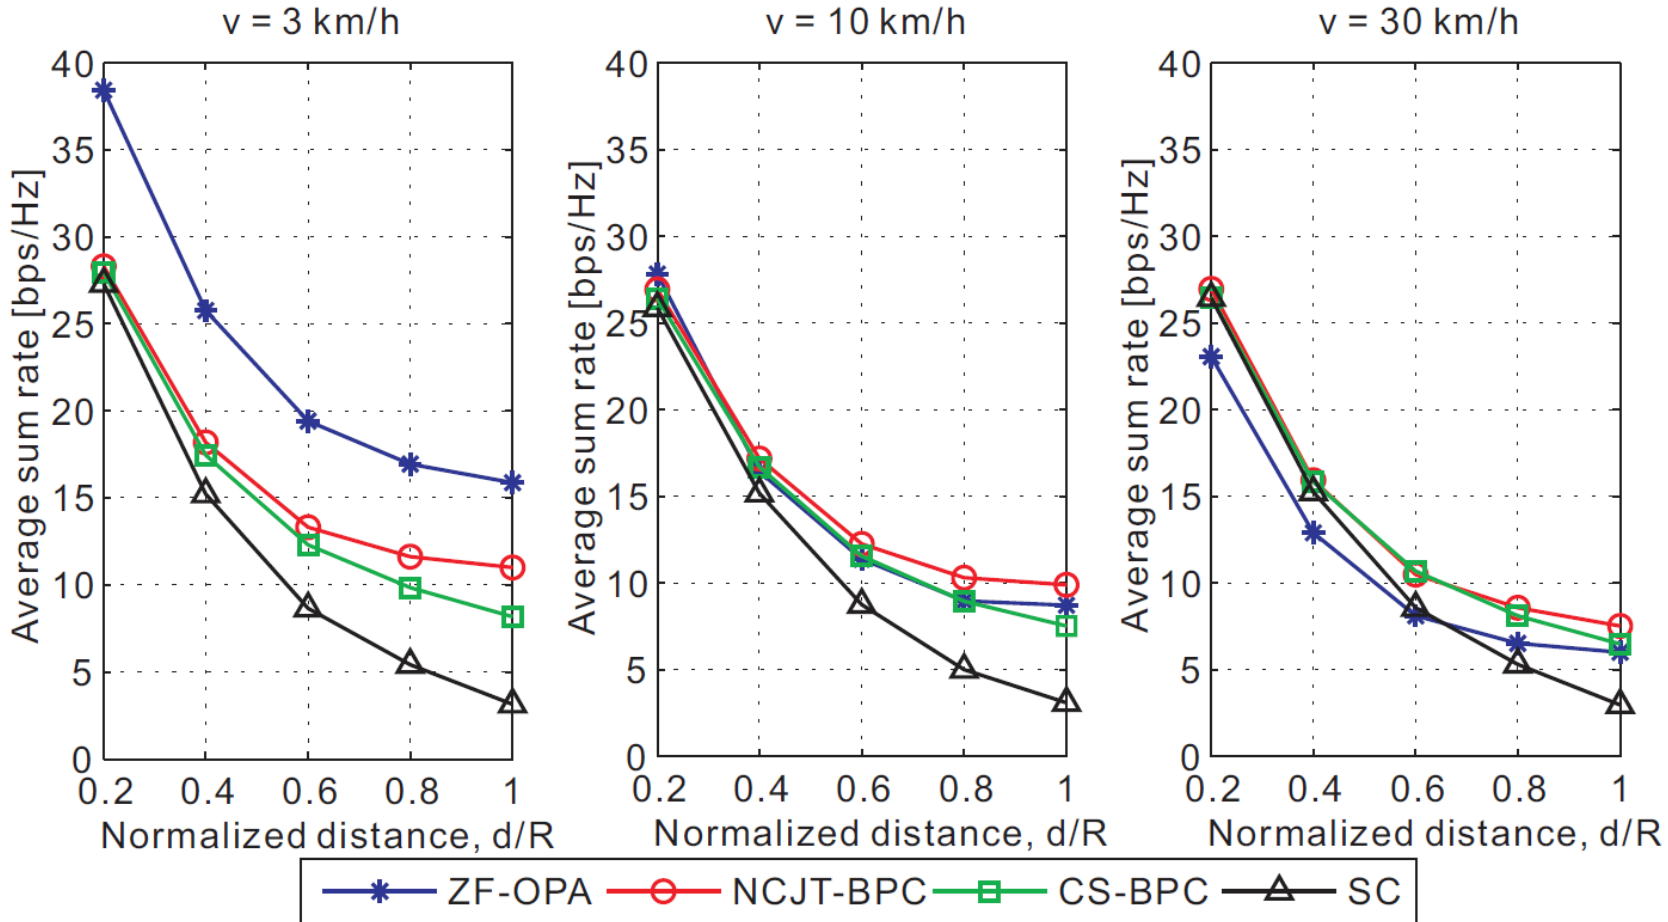 v = 3 km/h
v = 10 km/h
v = 30 km/h
Average sum rate [bps/Hz]
40
35
30
25
20
15
10
5
0
0.2 0.4 0.6 0.8 1
Normalized distance, d/R
Average sum rate [bps/Hz]
40
35
30
25
20
15
10
5
0
0.2 0.4 0.6 0.8 1
Normalized distance, d/R
Average sum rate [bps/Hz]
40
35
30
25
20
15
10
5
0
0.2 0.4 0.6 0.8 1
Normalized distance, d/R
ZF-OPA NCJT-BPC CS-BPC SC